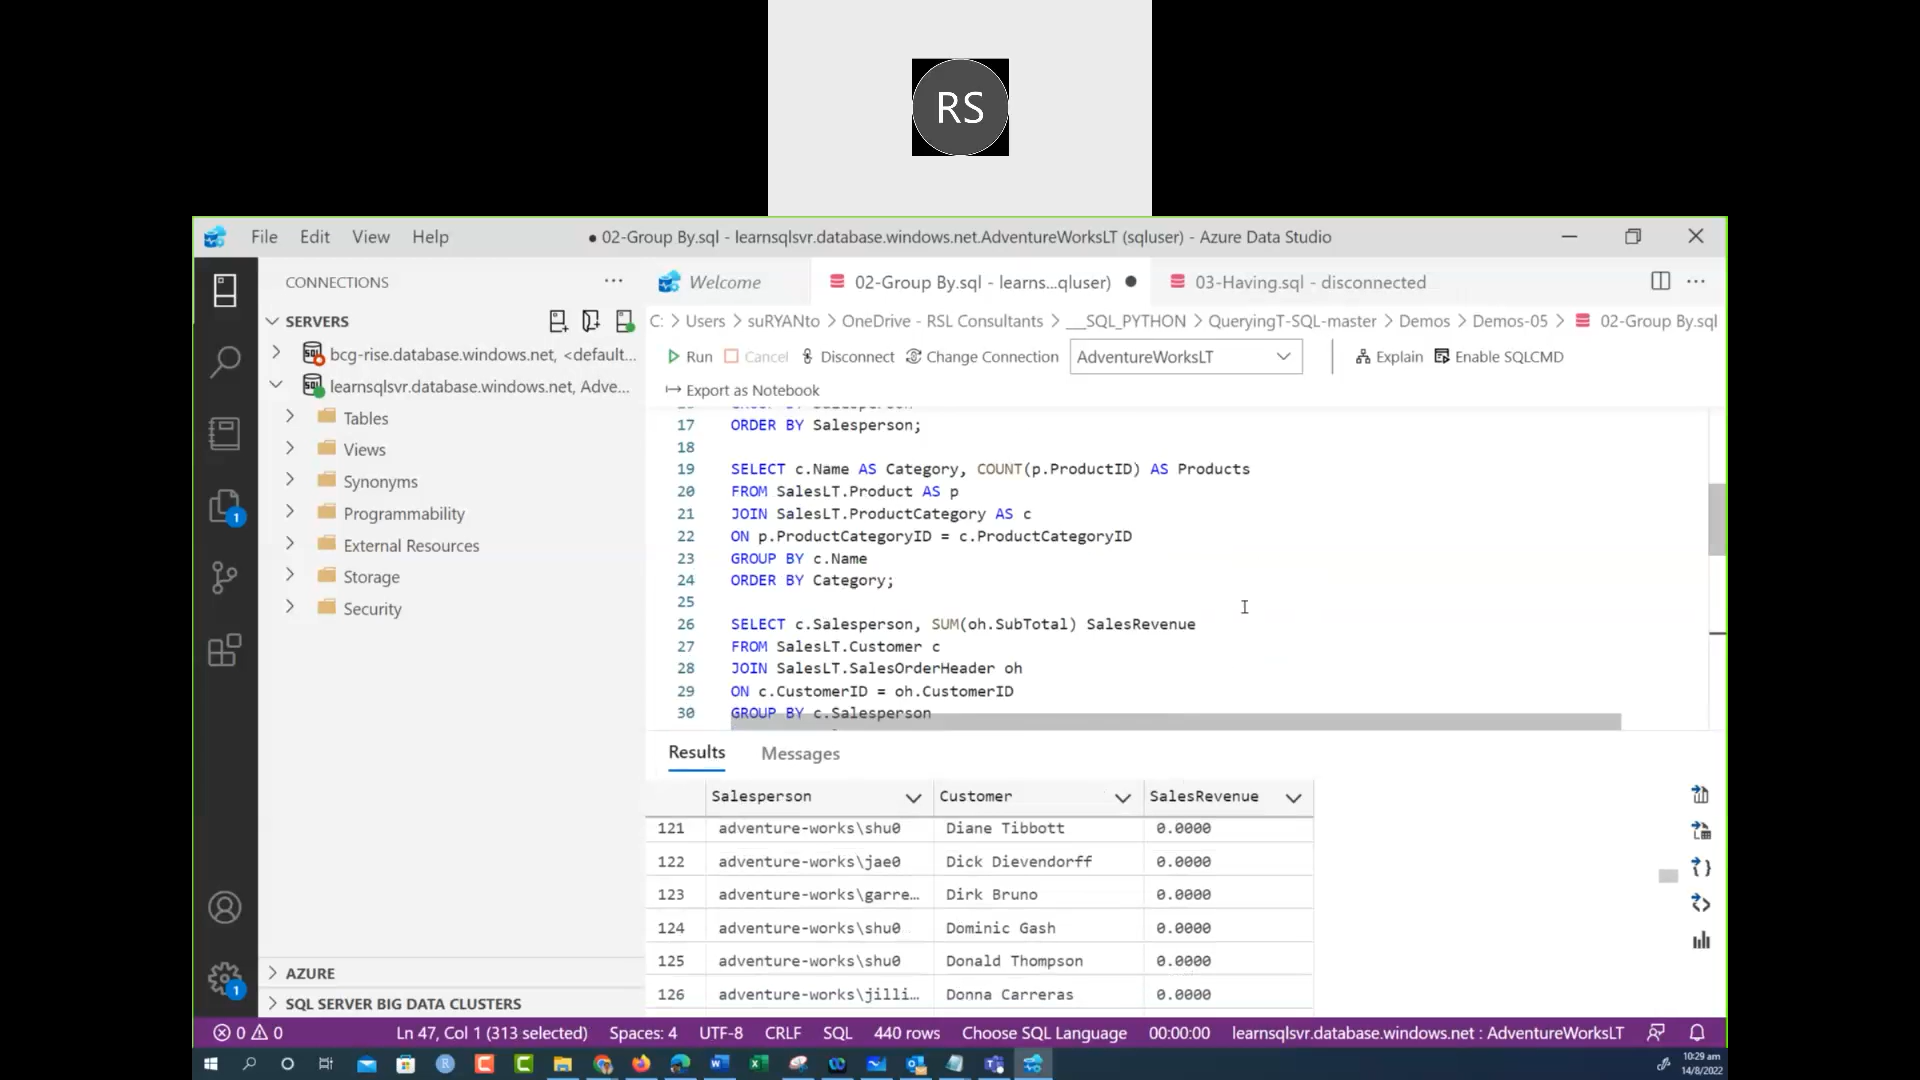 RS
File Edit View Help ● 02-Group By.sql - learnsqlsvr.database.windows.net.AdventureWorksLT (sqluser) - Azure Data Studio
CONNECTIONS
Welcome 02-Group By.sql - learns...qluser) 03-Having.sql - disconnected
SERVERS
C: > Users > suRYANto > OneDrive - RSL Consultants > __SQL_PYTHON > QueryingT-SQL-master > Demos > Demos-05 > 02-Group By.sql
bcg-rise.database.windows.net, <default...
learnsqlsvr.database.windows.net, Adve...
Tables
Views
Synonyms
Programmability
External Resources
Storage
Security
AZURE
SQL SERVER BIG DATA CLUSTERS
1
1
Run Cancel Disconnect Change Connection AdventureWorksLT Explain Enable SQLCMD
Export as Notebook
17 ORDER BY Salesperson;
18
19 SELECT c.Name AS Category, COUNT(p.ProductID) AS Products
20 FROM SalesLT.Product AS p
21 JOIN SalesLT.ProductCategory AS c
22 ON p.ProductCategoryID = c.ProductCategoryID
23 GROUP BY c.Name
24 ORDER BY Category;
25
26 SELECT c.Salesperson, SUM(oh.SubTotal) SalesRevenue
27 FROM SalesLT.Customer c
28 JOIN SalesLT.SalesOrderHeader oh
29 ON c.CustomerID = oh.CustomerID
30 GROUP BY c.Salesperson
Results Messages
Salesperson Customer SalesRevenue
121 adventure-works\shu0 Diane Tibbott 0.0000
122 adventure-works\jae0 Dick Dievendorff 0.0000
123 adventure-works\garre... Dirk Bruno 0.0000
124 adventure-works\shu0 Dominic Gash 0.0000
125 adventure-works\shu0 Donald Thompson 0.0000
126 adventure-works\jilli... Donna Carreras 0.0000
0 0 Ln 47, Col 1 (313 selected) Spaces: 4 UTF-8 CRLF SQL 440 rows Choose SQL Language 00:00:00 learnsqlsvr.database.windows.net : AdventureWorksLT
10:29 am
14/8/2022